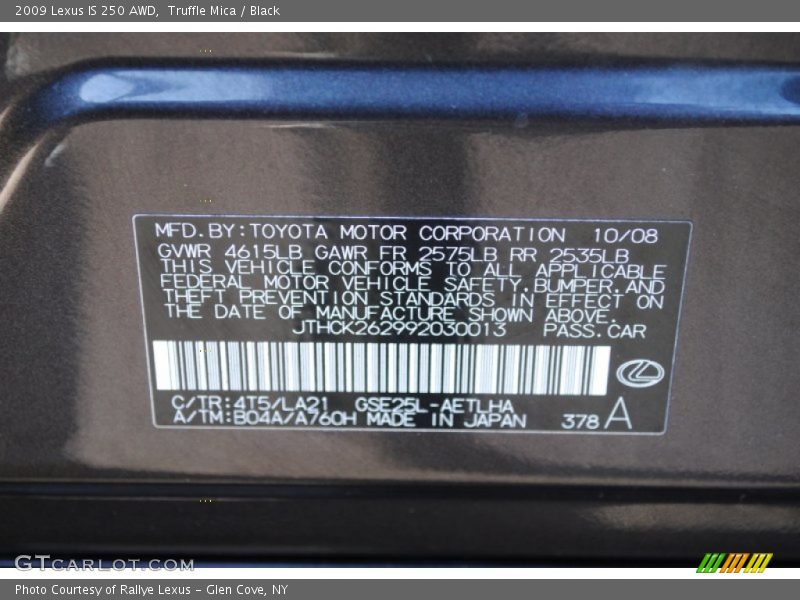 2009 Lexus IS 250 AWD,  Truffle Mica / Black
MFD.BY:TOYOTA MOTOR CORPORATION 10/08
GVWR 4615LB GAWR FR 2575LB RR 2535LB
THIS VEHICLE CONFORMS TO ALL APPLICABLE
FEDERAL MOTOR VEHICLE SAFETY,BUMPER,AND
THEFT PREVENTION STANDARDS IN EFFECT ON
THE DATE OF MANUFACTURE SHOWN ABOVE.
JTHCK262992030013 PASS.CAR
C/TR:4T5/LA21 GSE25L-AETLHA
A/TM:B04A/A760H MADE IN JAPAN 378 A
GTCARLOT.COM
Photo Courtesy of Rallye Lexus - Glen Cove, NY